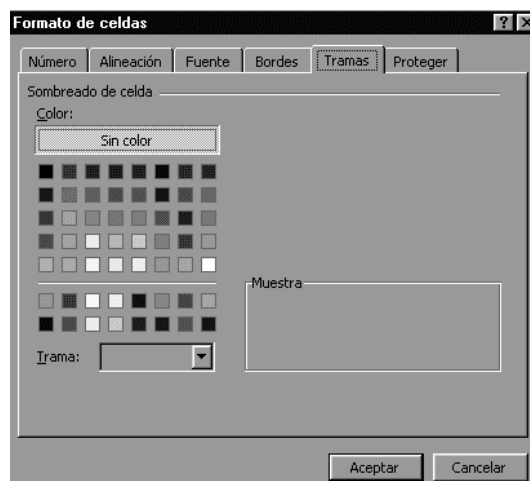 Formato de celdas
Número Alineación Fuente Bordes Tramas Proteger
Sombreado de celda
Color:
Sin color
Muestra
Trama:
Aceptar Cancelar